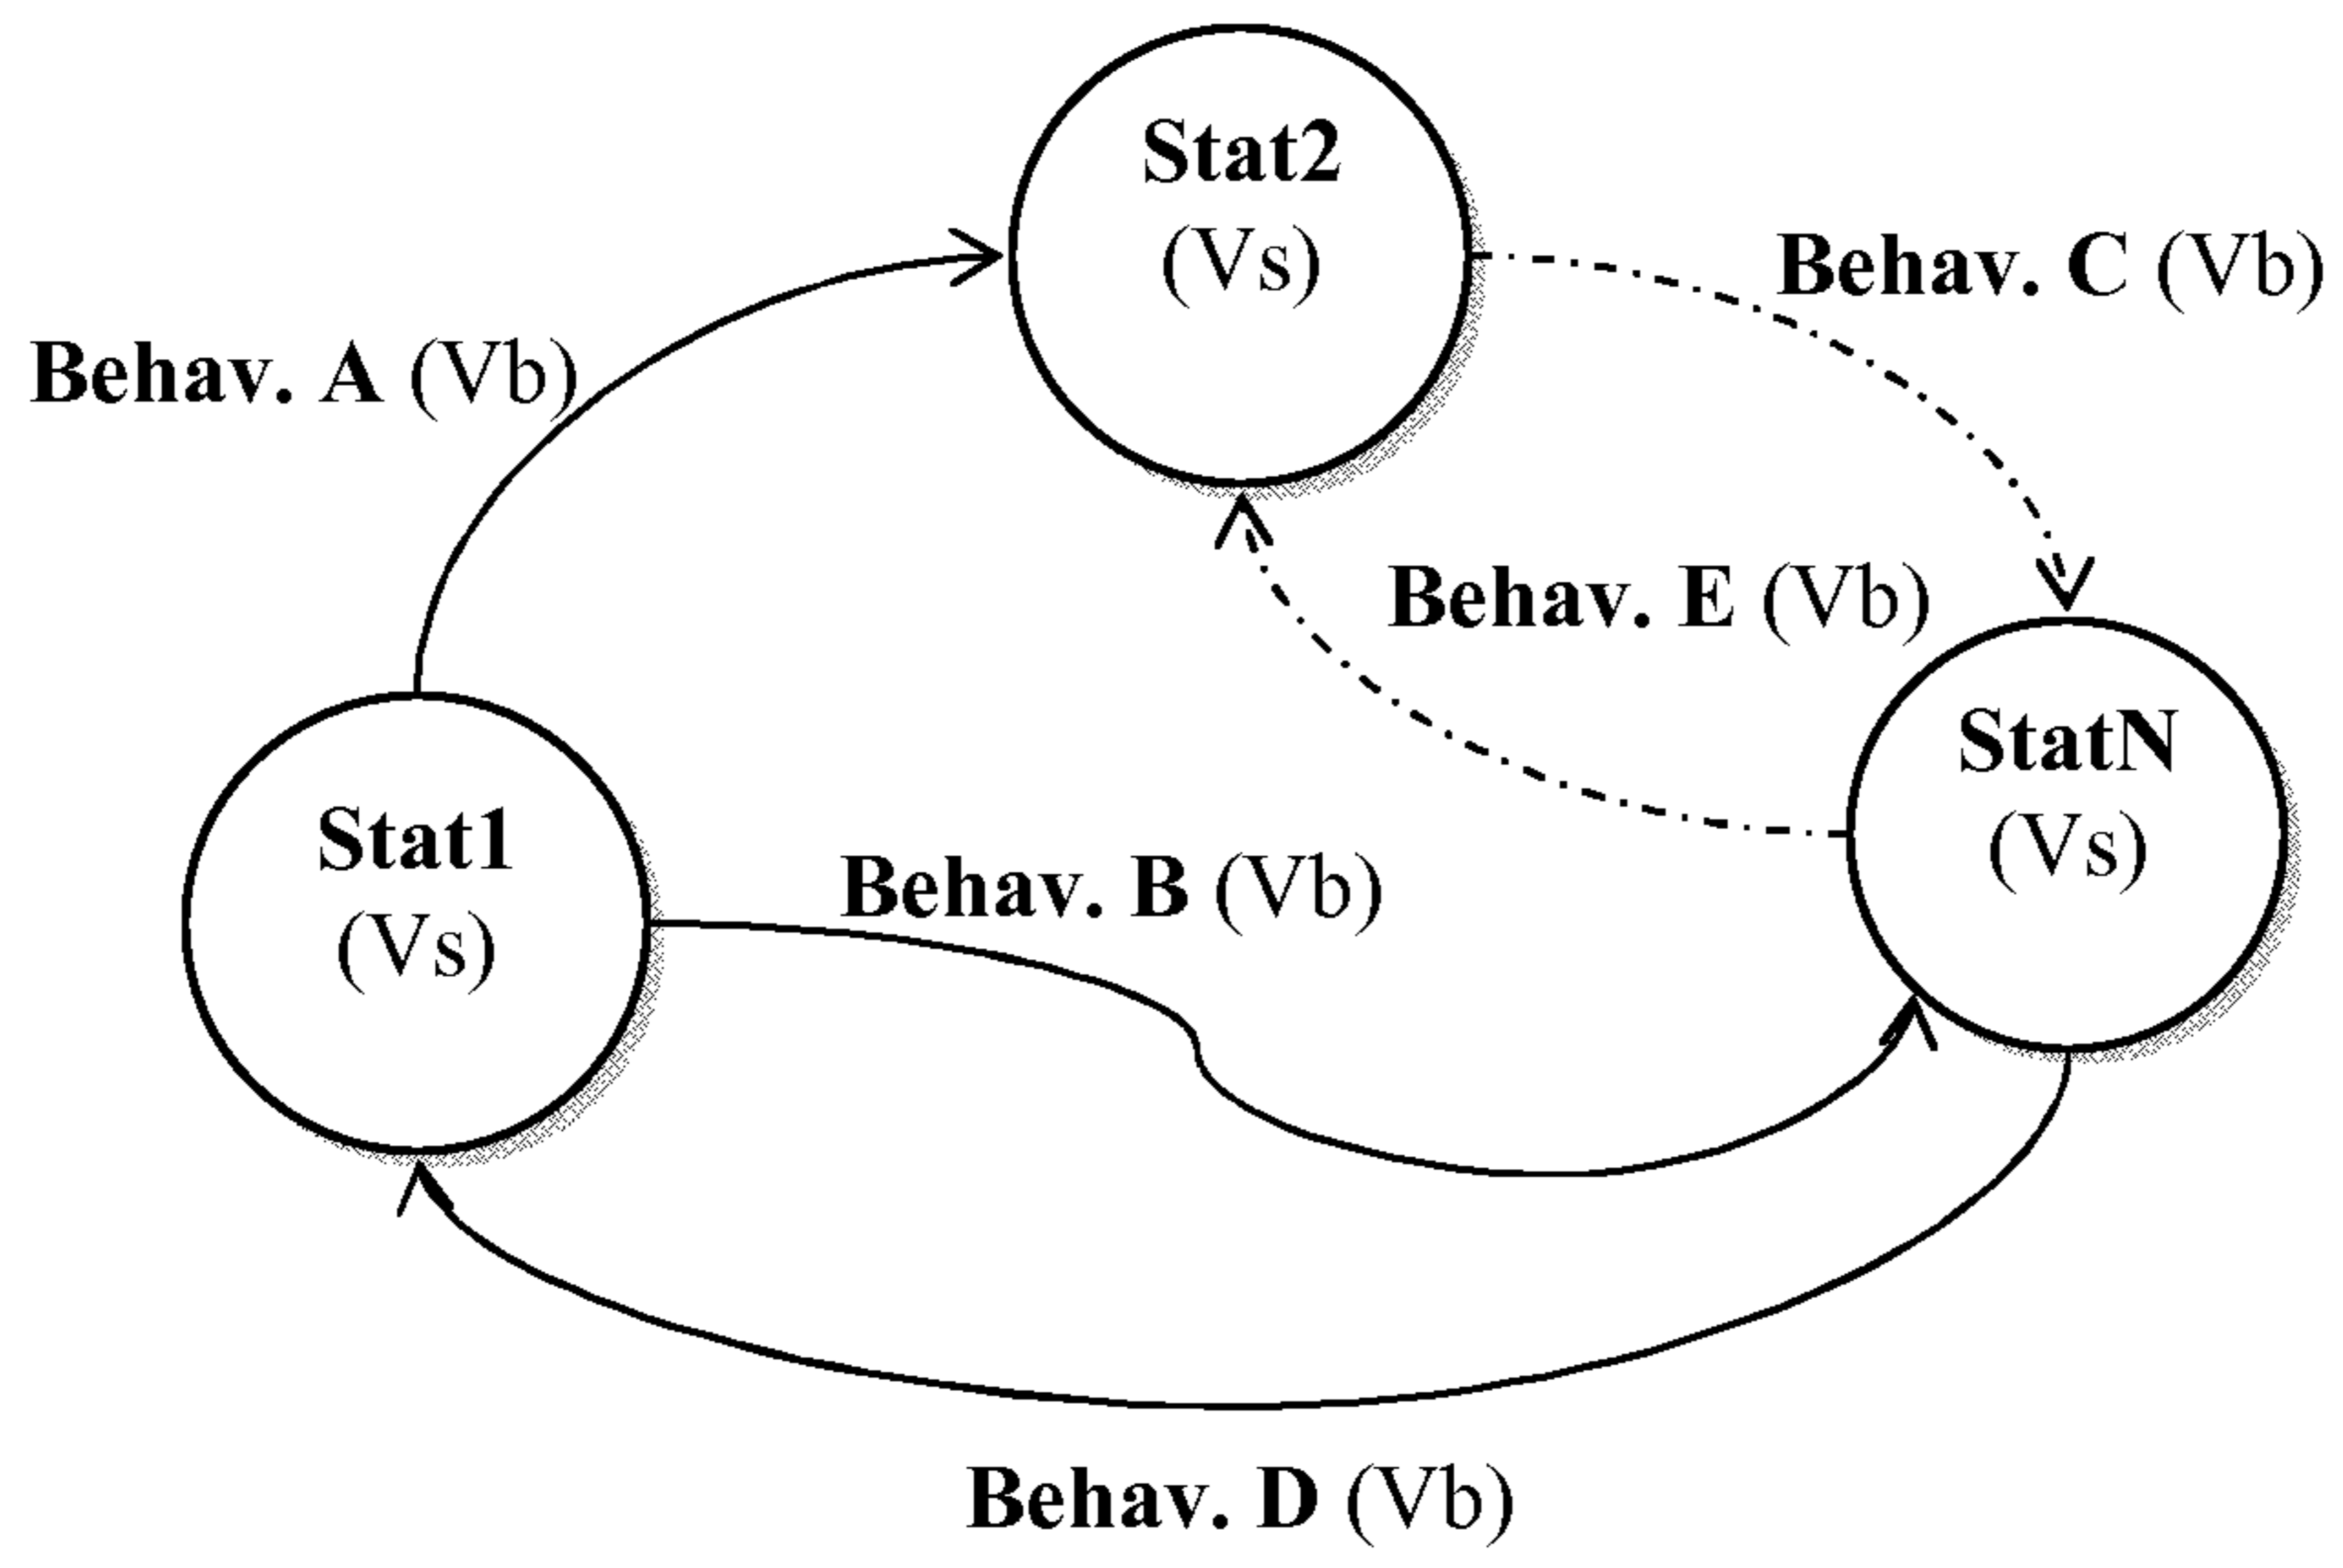 Stat2
(Vs)
Behav. C (Vb)
Behav. A (Vb)
Behav. E (Vb)
StatN
(Vs)
Stat1
(Vs)
Behav. B (Vb)
Behav. D (Vb)